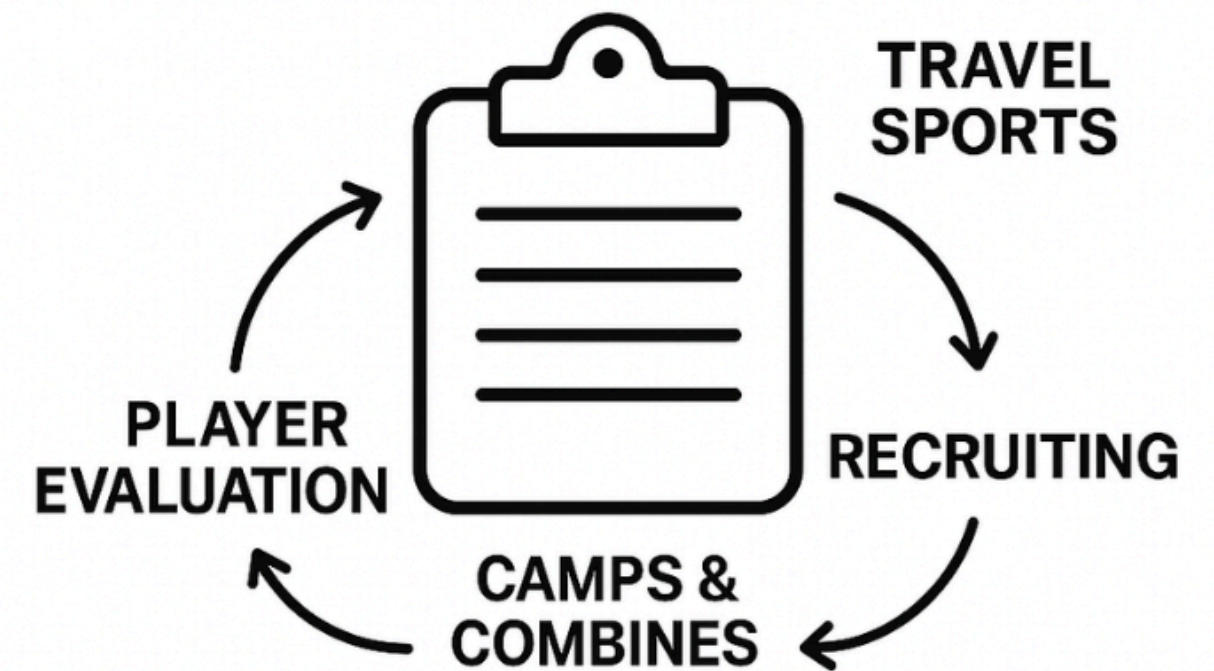 TRAVEL
SPORTS
RECRUITING
CAMPS &
COMBINES
PLAYER
EVALUATION